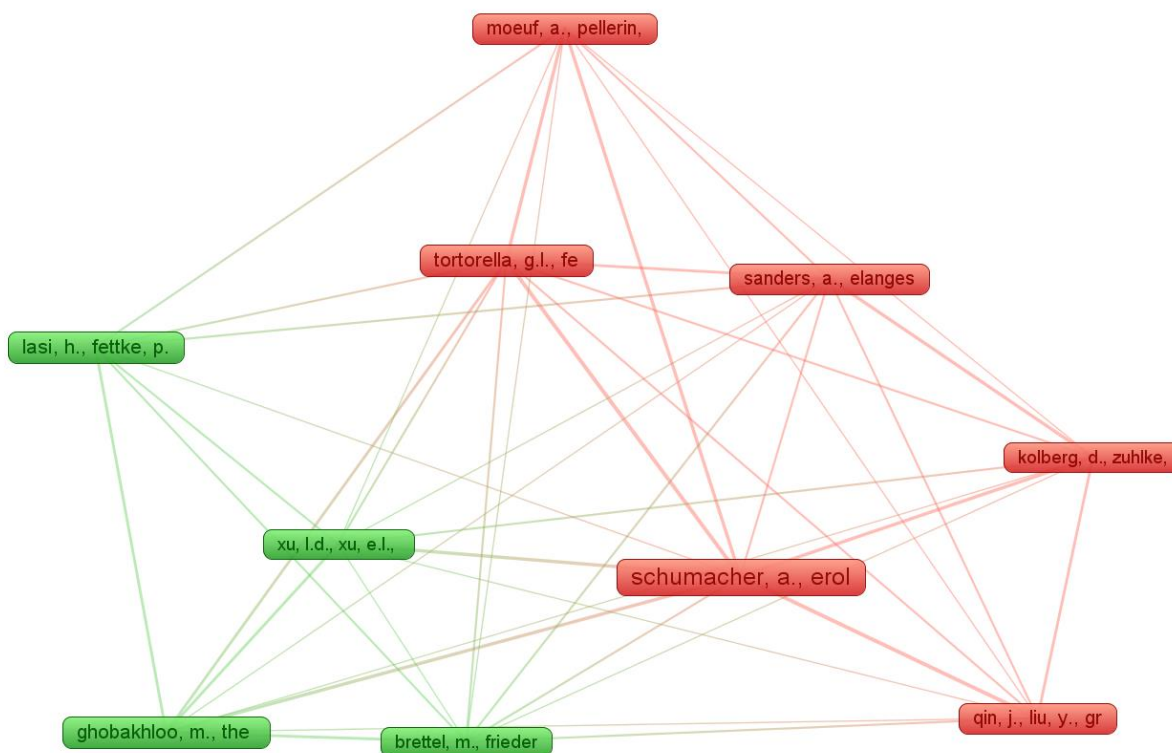 moeuf, a., pellerin,
tortorella, g.l., fe
sanders, a., elanges
lasi, h., fettke, p.
kolberg, d., zuhlke,
xu, l.d., xu, e.l.,
schumacher, a., erol
ghobakhloo, m., the
brettel, m., frieder
qin, j., liu, y., gr